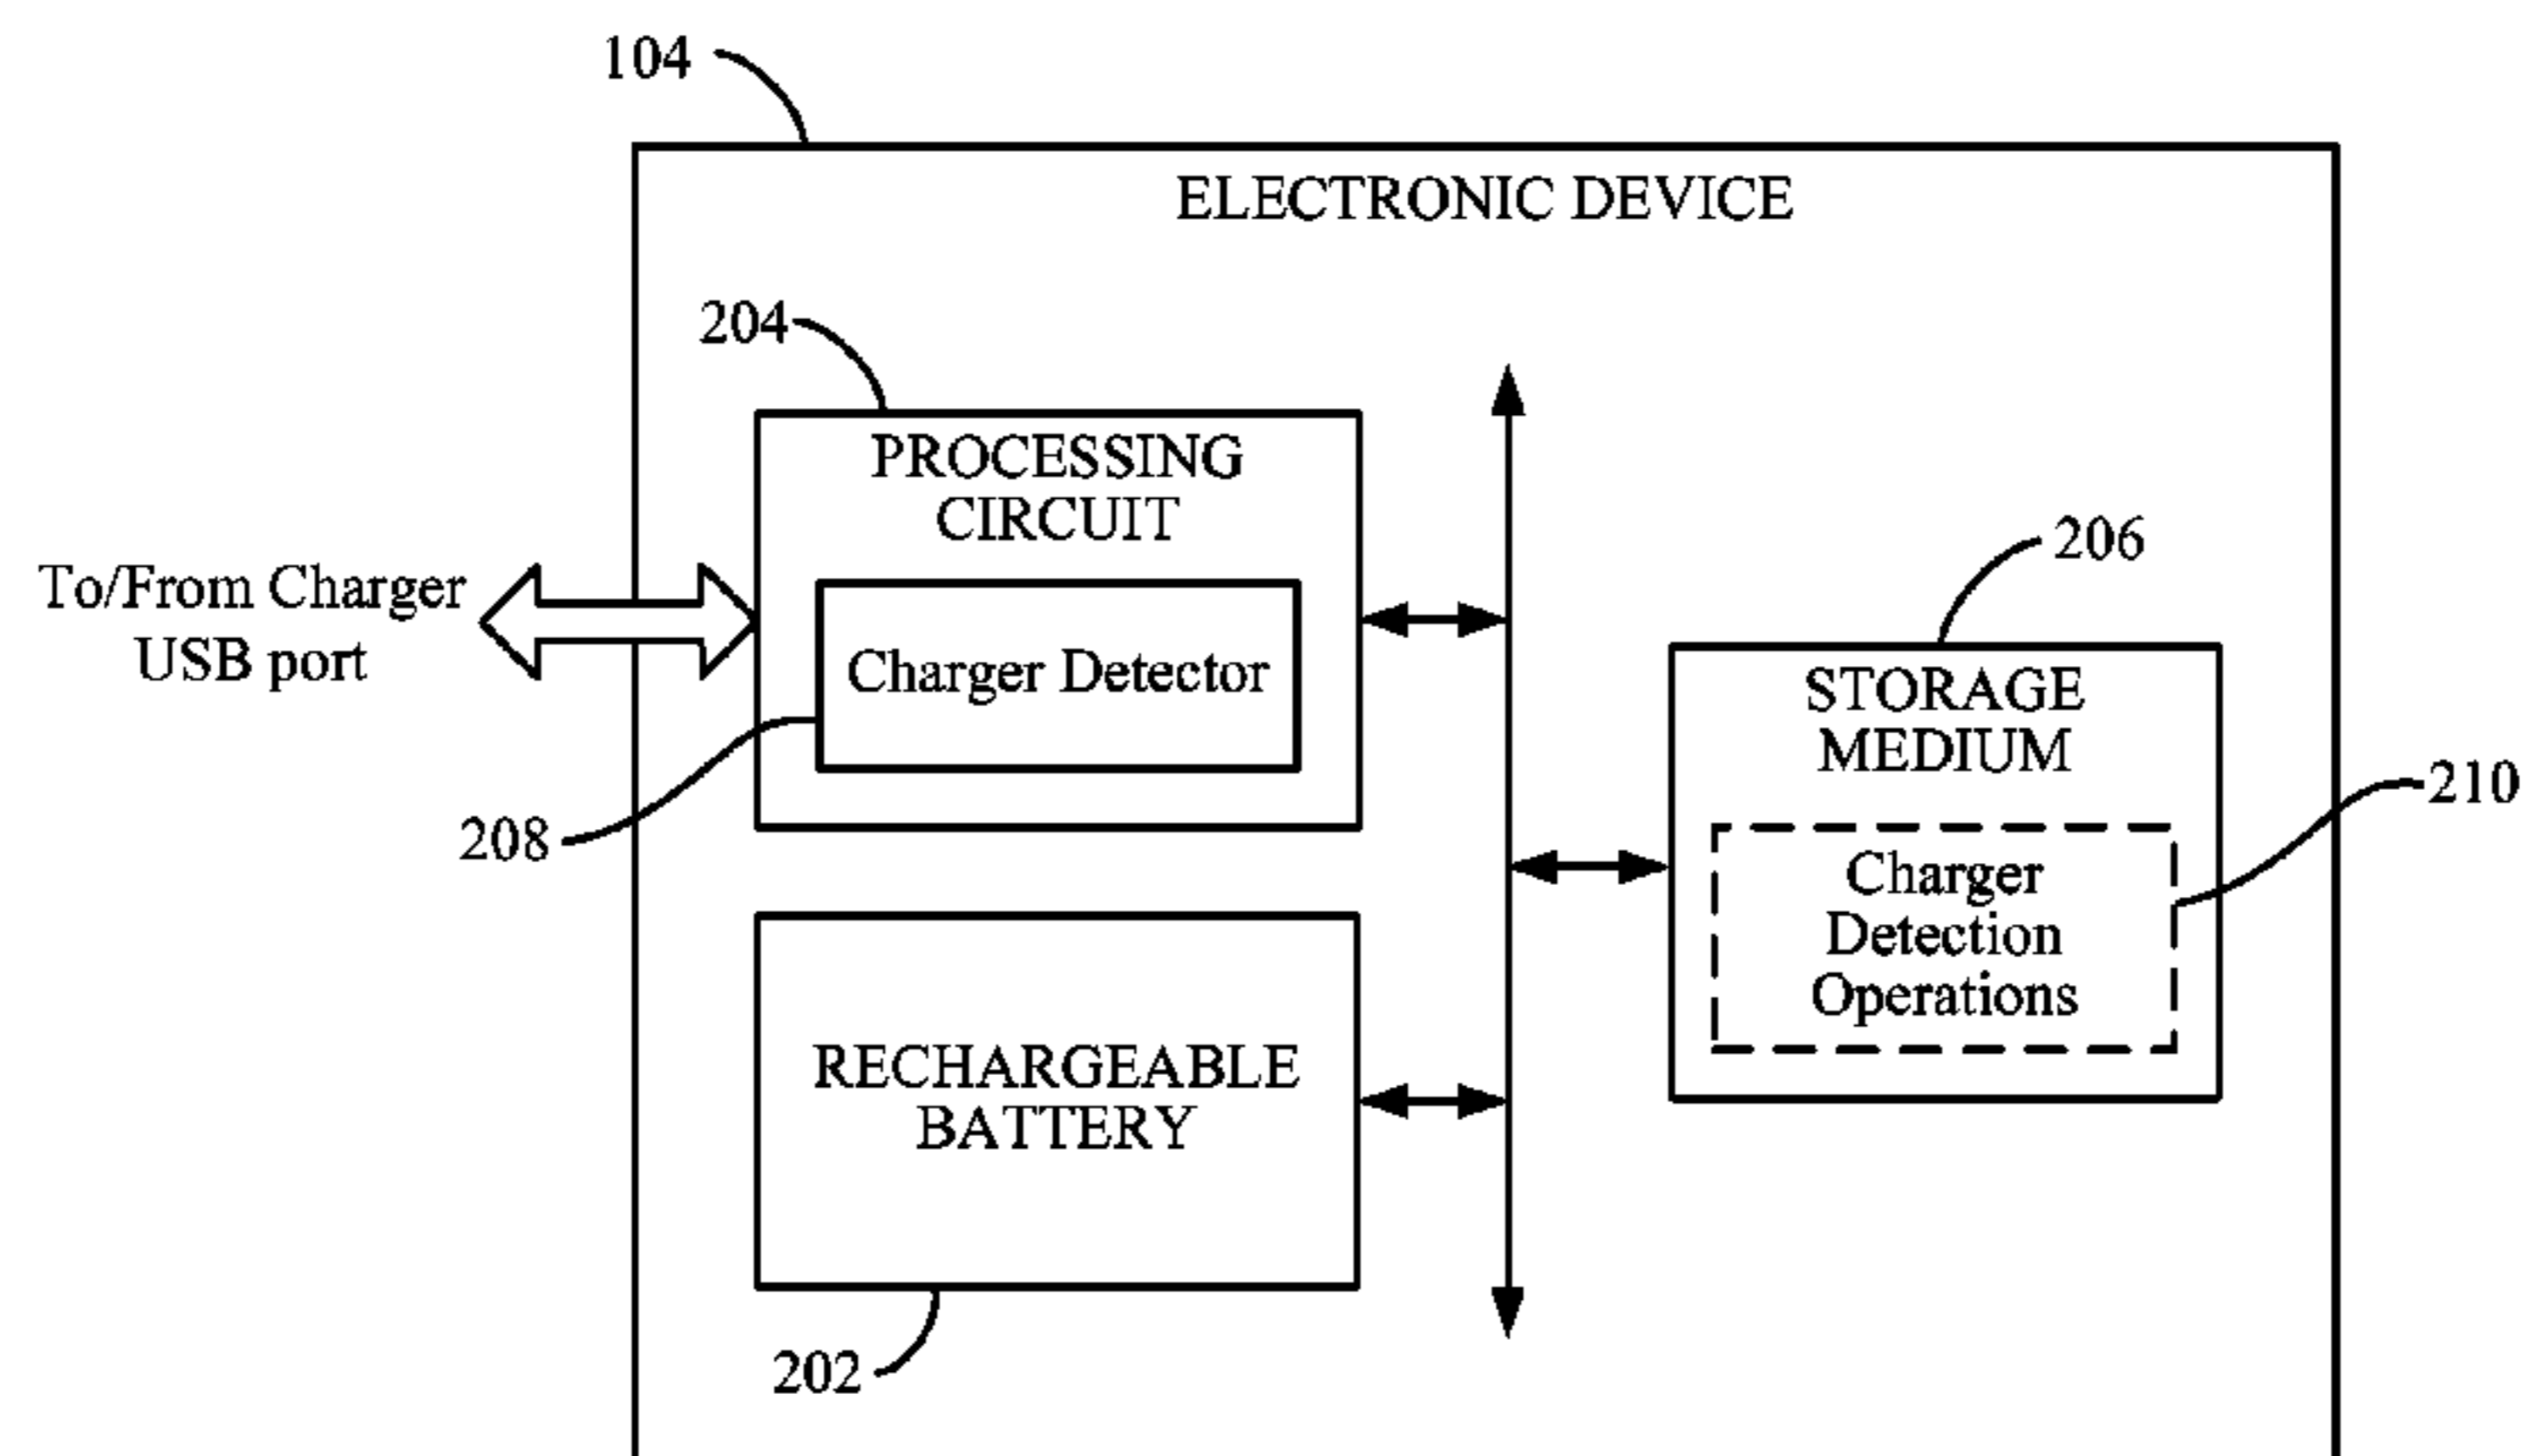 104
ELECTRONIC DEVICE
204
PROCESSING
CIRCUIT
206
To/From Charger
USB port
Charger Detector
STORAGE
MEDIUM
210
208
Charger
Detection
Operations
RECHARGEABLE
BATTERY
202